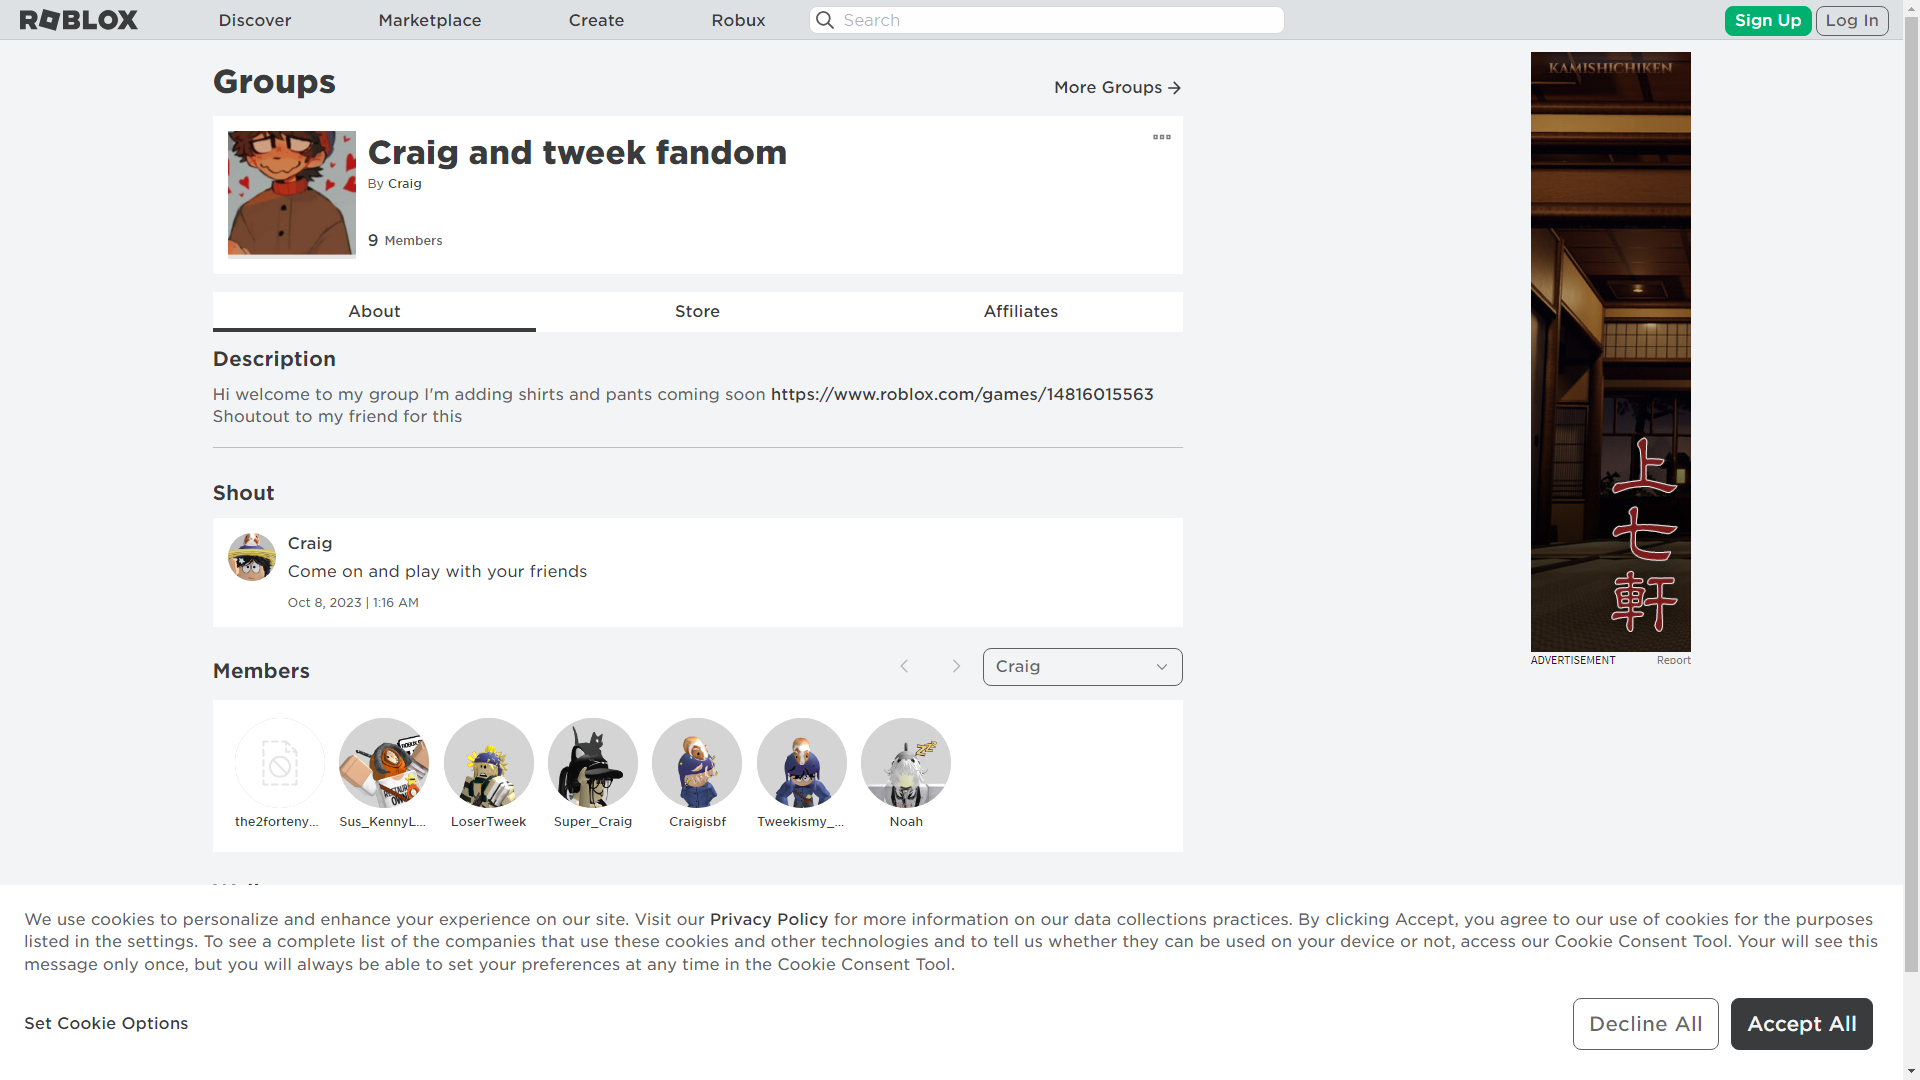 ROBLOX
Discover
Marketplace
Create
Robux
Search
Sign Up
Log In
Groups
More Groups
Craig and tweek fandom
By Craig
9 Members
About
Store
Affiliates
Description
Hi welcome to my group I'm adding shirts and pants coming soon https://www.roblox.com/games/14816015563
Shoutout to my friend for this
Shout
Craig
Come on and play with your friends
Oct 8, 2023 | 1:16 AM
Members
Craig
the2forteny...
Sus_KennyL...
LoserTweek
Super_Craig
Craigisbf
Tweekismy_...
Noah
KAMISHICHIKEN
上七軒
ADVERTISEMENT
Report
We use cookies to personalize and enhance your experience on our site. Visit our Privacy Policy for more information on our data collections practices. By clicking Accept, you agree to our use of cookies for the purposes
listed in the settings. To see a complete list of the companies that use these cookies and other technologies and to tell us whether they can be used on your device or not, access our Cookie Consent Tool. Your will see this
message only once, but you will always be able to set your preferences at any time in the Cookie Consent Tool.
Set Cookie Options
Decline All
Accept All